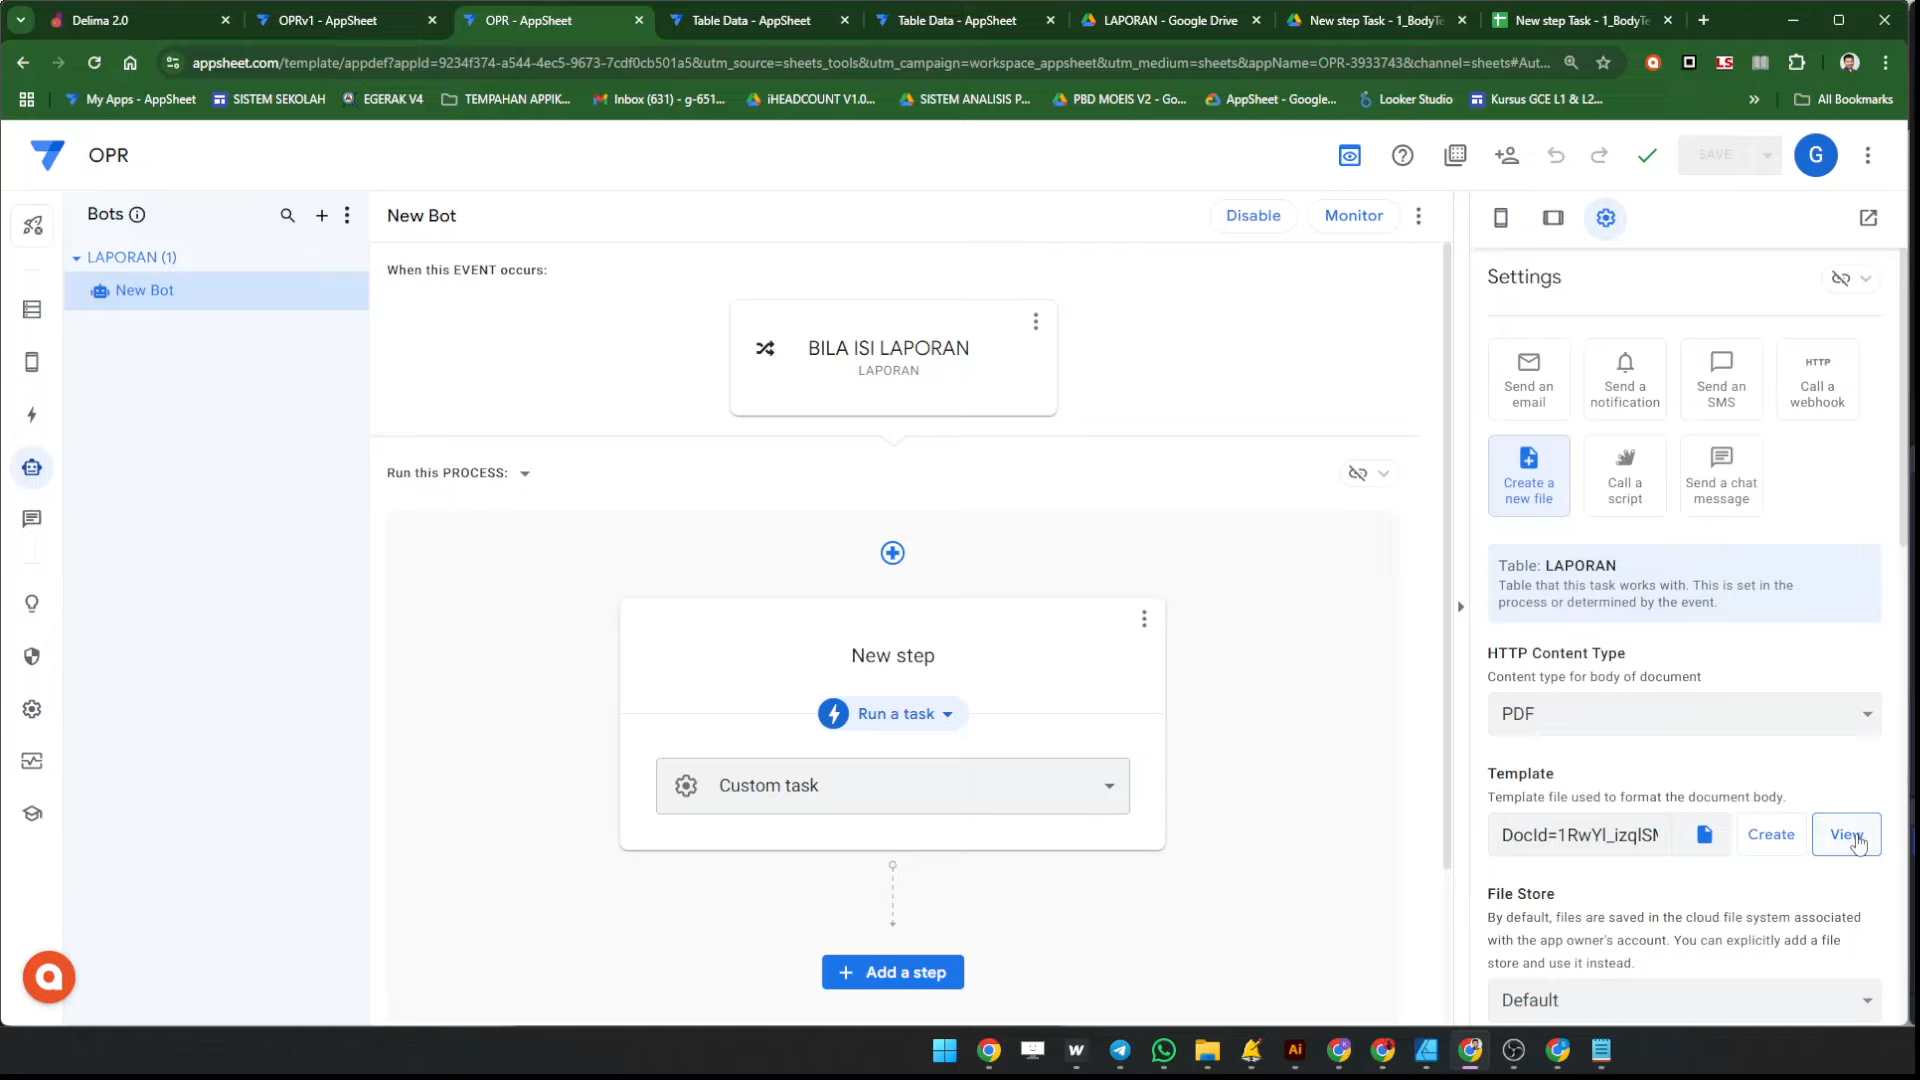 Delima 2.0
OPRv1 - AppSheet
OPR - AppSheet
Table Data - AppSheet
Table Data - AppSheet
LAPORAN - Google Drive
New step Task - 1_BodyTe
New step Task - 1_BodyTe
appsheet.com/template/appdef?appId=9234f374-a544-4ec5-9673-7cdf0cb501a5&utm_source=sheets_tools&utm_campaign=workspace_appsheet&utm_medium=sheets&appName=OPR-3933743&channel=sheets#Aut...
My Apps - AppSheet
SISTEM SEKOLAH
EGERAK V4
TEMPAHAN APPIK...
Inbox (631) - g-651...
iHEADCOUNT V1.0...
SISTEM ANALISIS P...
PBD MOEIS V2 - Go...
AppSheet - Google...
Looker Studio
Kursus GCE L1 & L2...
All Bookmarks
OPR
SAVE
G
Bots
New Bot
Disable
Monitor
LAPORAN (1)
New Bot
When this EVENT occurs:
BILA ISI LAPORAN
LAPORAN
Run this PROCESS:
New step
Run a task
Custom task
Add a step
Settings
Send an
email
Send a
notification
Send an
SMS
HTTP
Call a
webhook
Create a
new file
Call a
script
Send a chat
message
Table: LAPORAN
Table that this task works with. This is set in the
process or determined by the event.
HTTP Content Type
Content type for body of document
PDF
Template
Template file used to format the document body.
Create
View
File Store
By default, files are saved in the cloud file system associated
with the app owner's account. You can explicitly add a file
store and use it instead.
Default